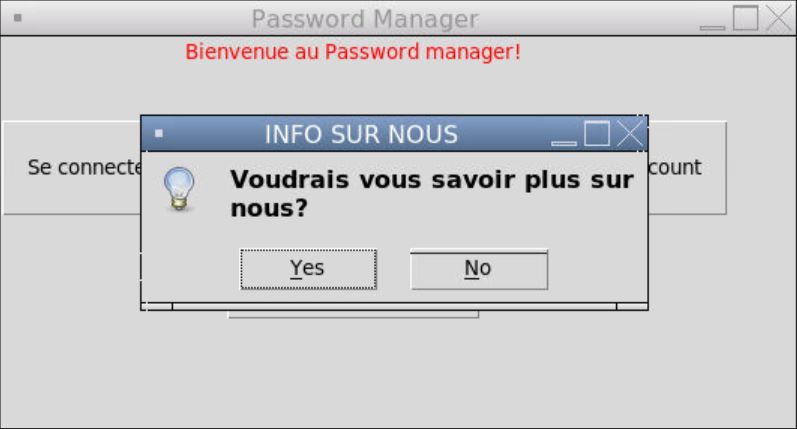 Password Manager
Bienvenue au Password manager!
INFO SUR NOUS
Se connecte
count
Voudrais vous savoir plus sur
nous?
Yes
No